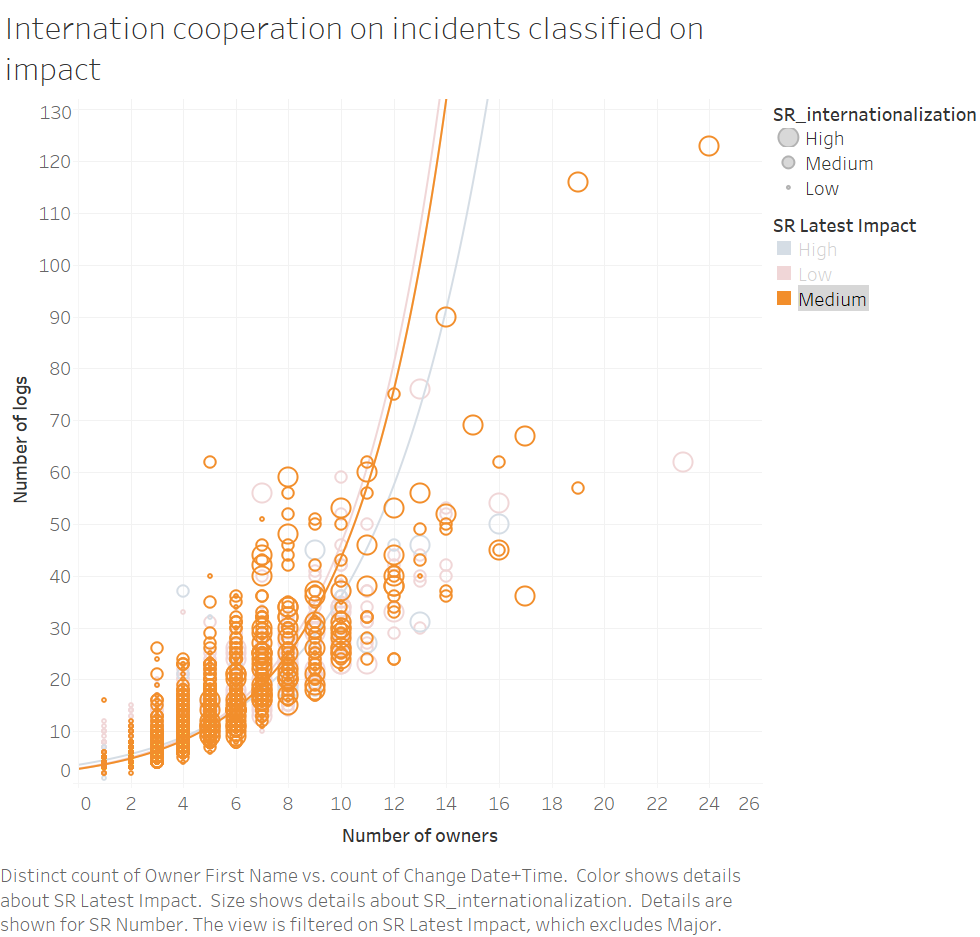 Internation cooperation on incidents classified on
impact
130
120
110
100
90
80
70
60
50
40
30
20
10
0
Number of logs
0 2 4 6 8 10 12 14 16 18 20 22 24 26
Number of owners
SR_internationalization
High
Medium
Low
SR Latest Impact
High
Low
Medium
Distinct count of Owner First Name vs. count of Change Date+Time.  Color shows details
about SR Latest Impact.  Size shows details about SR_internationalization.  Details are
shown for SR Number. The view is filtered on SR Latest Impact, which excludes Major.